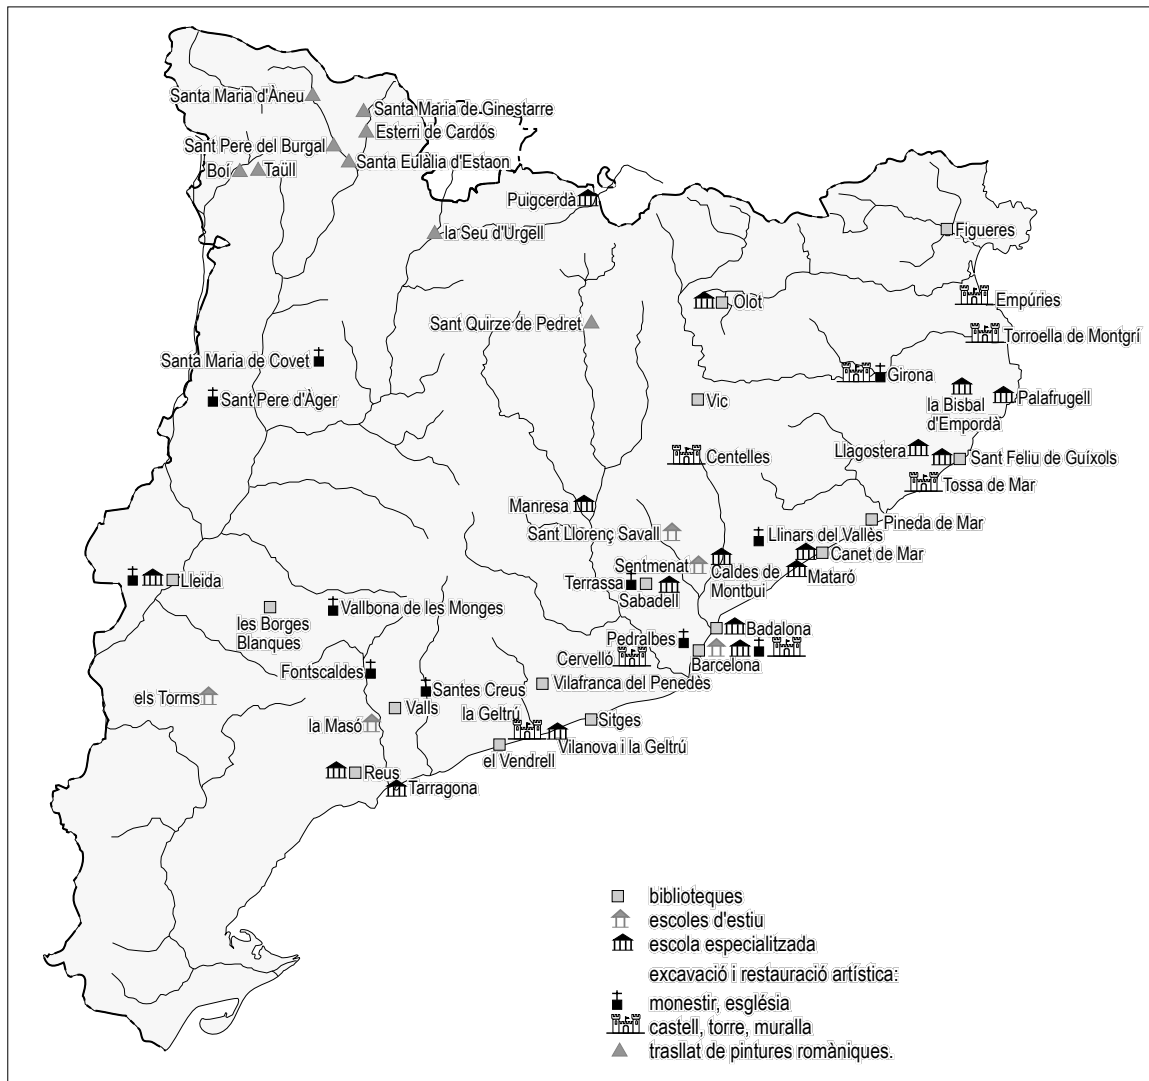 Santa Maria d'Àneu
Santa Maria de Ginestarre
Esterri de Cardós
Sant Pere del Burgal
Santa Eulàlia d'Estaon
Boí
Taüll
Puigcerdà
la Seu d'Urgell
Figueres
Olot
Empúries
Sant Quirze de Pedret
Torroella de Montgrí
Santa Maria de Covet
Girona
Sant Pere d'Àger
Vic
la Bisbal
d'Empordà
Palafrugell
Llagostera
Centelles
Sant Feliu de Guíxols
Tossa de Mar
Manresa
Pineda de Mar
Sant Llorenç Savall
Llinars del Vallès
Canet de Mar
Sentmenat
Caldes de
Montbui
Mataró
Lleida
Terrassa
Sabadell
Vallbona de les Monges
les Borges
Blanques
Badalona
Pedralbes
Cervelló
Barcelona
Fontscaldes
Santes Creus
Vilafranca del Penedès
els Torms
Valls
la Geltrú
la Masó
Sitges
Vilanova i la Geltrú
el Vendrell
Reus
Tarragona
biblioteques
escoles d'estiu
escola especialitzada
excavació i restauració artística:
monestir, església
castell, torre, muralla
trasllat de pintures romàniques.